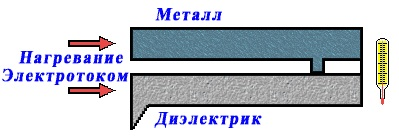 Металл
Нагревание
Электротоком
Диэлектрик